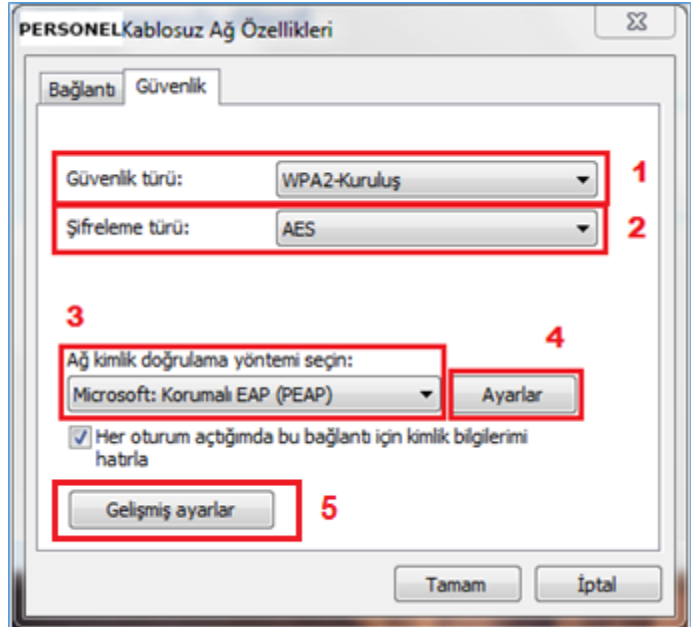 PERSONEL Kablosuz Ağ Özellikleri
Bağlantı Güvenlik
Güvenlik türü: WPA2-Kuruluş 1
Şifreleme türü: AES 2
3
4
Ağ kimlik doğrulama yöntemi seçin:
Microsoft: Korumalı EAP (PEAP) Ayarlar
Her oturum açtığımda bu bağlantı için kimlik bilgilerimi
hatırla
Gelişmiş ayarlar 5
Tamam İptal